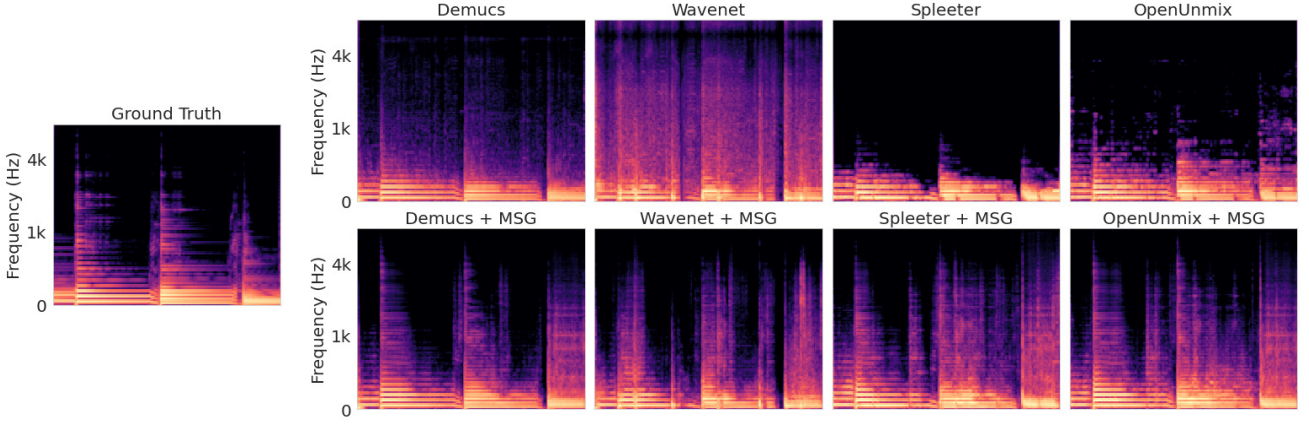 Ground Truth
Frequency (Hz)
4k
1k
0
Demucs
Wavenet
Spleeter
OpenUnmix
Frequency (Hz)
4k
1k
0
Demucs + MSG
Wavenet + MSG
Spleeter + MSG
OpenUnmix + MSG
Frequency (Hz)
4k
1k
0